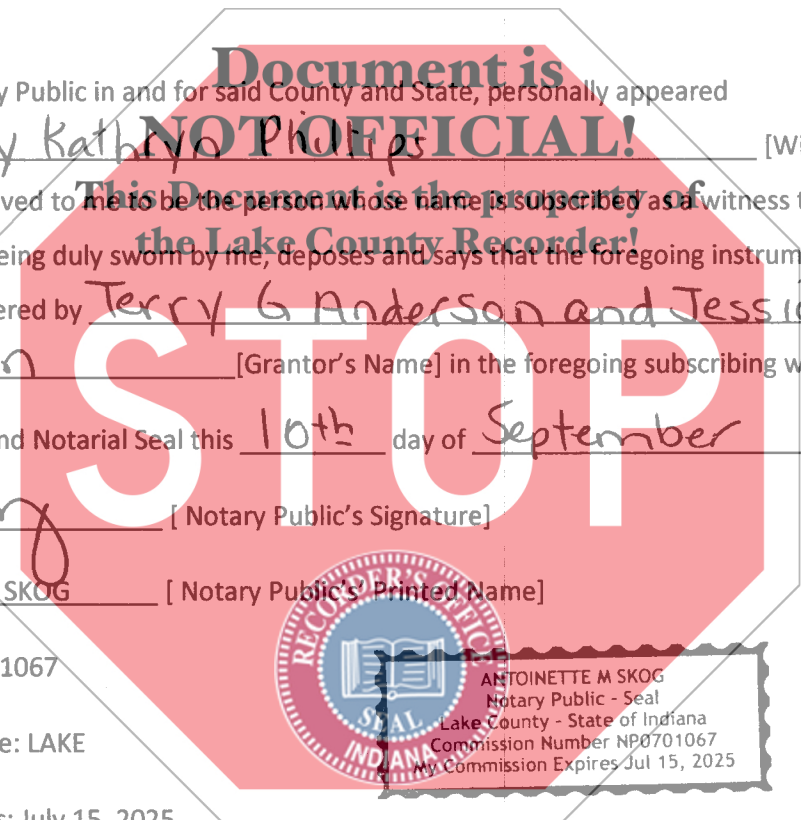 Document is
y Public in and for said County and State, personally appeared
NOT OFFICIAL!
y Kathryn Phillips [Wi
This Document is the property of
ved to me to be the person whose name is subscribed as a witness t
the Lake County Recorder!
eing duly sworn by me, deposes and says that the foregoing instrum
ered by Terry G Anderson and Jessic
STOP
n [Grantor's Name] in the foregoing subscribing w
nd Notarial Seal this 10th day of September
[ Notary Public's Signature]
SKOG [ Notary Public's' Printed Name]
RECORDER'S OFFICE
SEAL
INDIANA
1067
ANTOINETTE M SKOG
Notary Public - Seal
Lake County - State of Indiana
Commission Number NP0701067
My Commission Expires Jul 15, 2025
e: LAKE
s: July 15, 2025